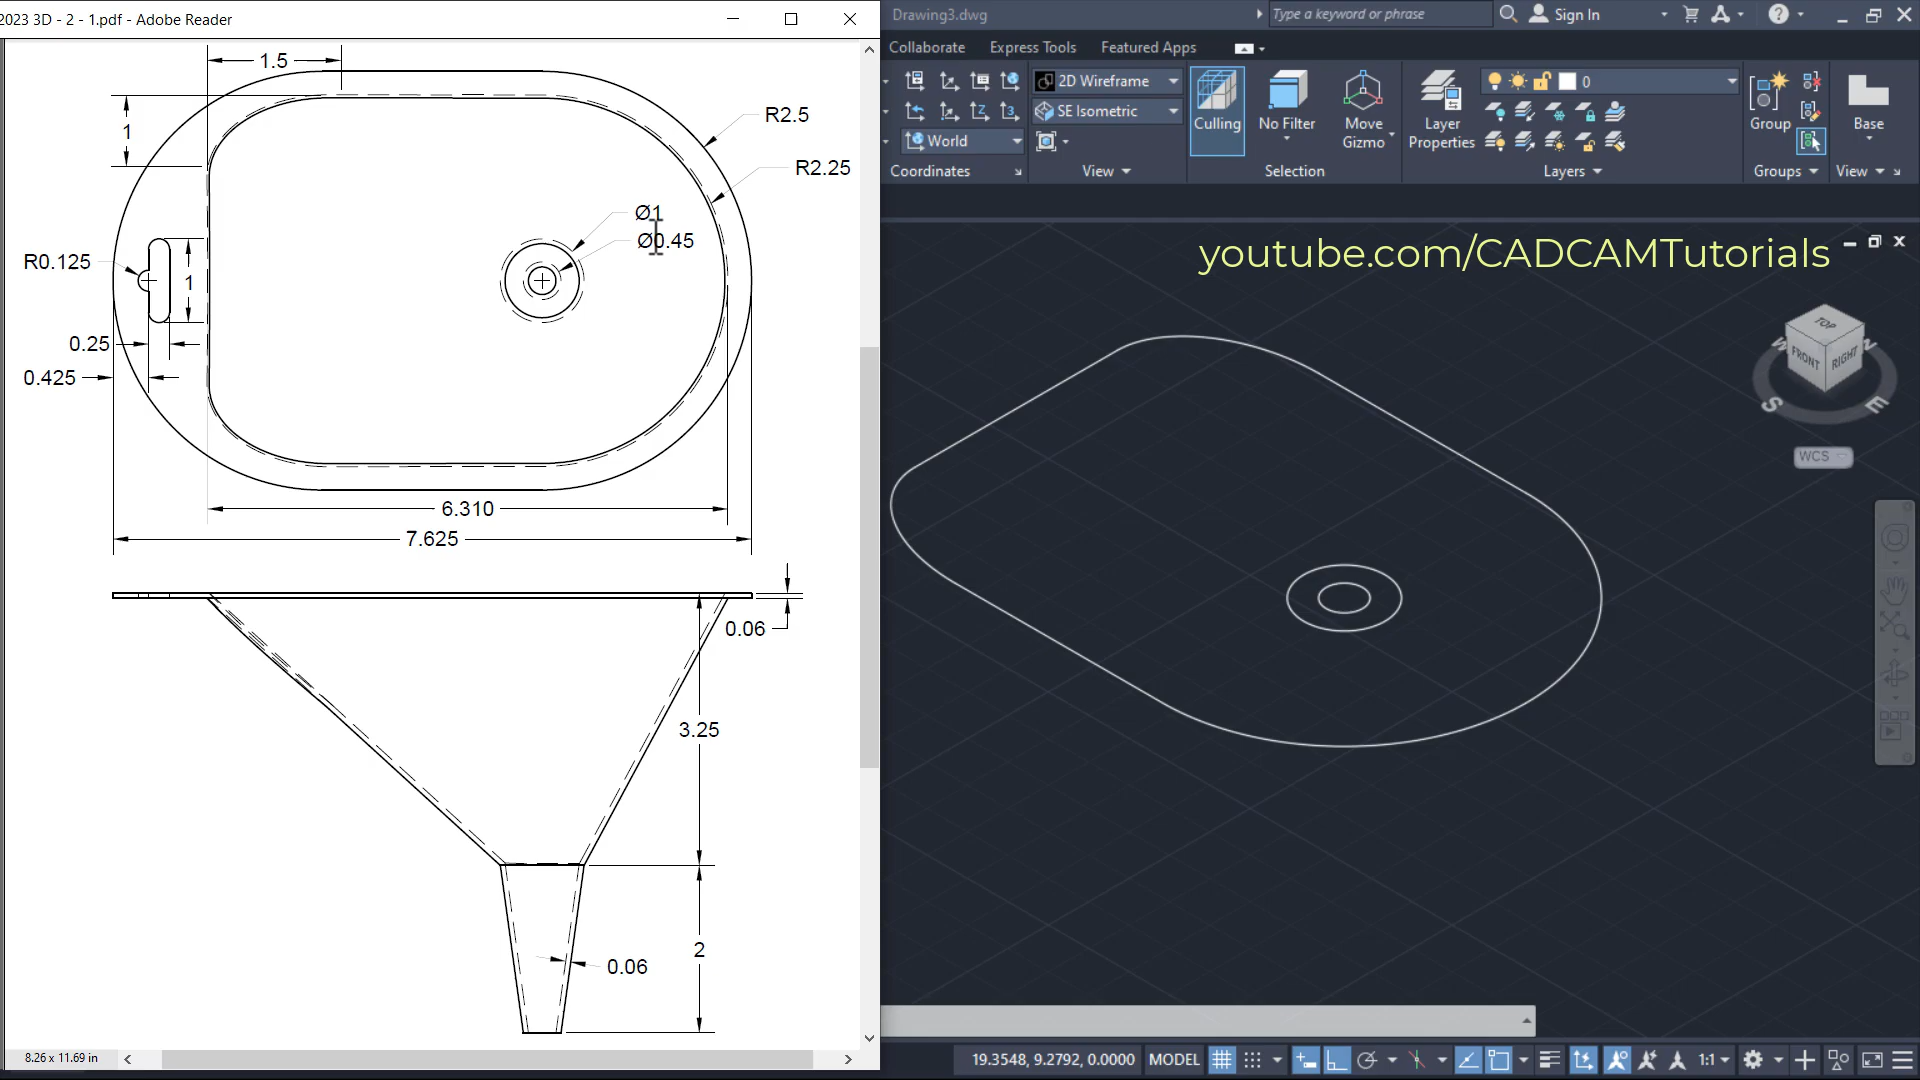 2023 3D - 2 - 1.pdf - Adobe Reader
1.5
1
R2.5
R2.25
Ø1
Ø0.45
R0.125
1
0.25
0.425
6.310
7.625
0.06
3.25
2
0.06
8.26 x 11.69 in
Drawing3.dwg
Type a keyword or phrase
Sign In
Collaborate
Express Tools
Featured Apps
2D Wireframe
SE Isometric
World
Coordinates
View
Culling
No Filter
Move
Gizmo
Selection
Layer
Properties
0
Layers
Group
Groups
Base
View
youtube.com/CADCAMTutorials
TOP
FRONT
RIGHT
W
N
S
E
WCS
19.3548, 9.2792, 0.0000
MODEL
1:1